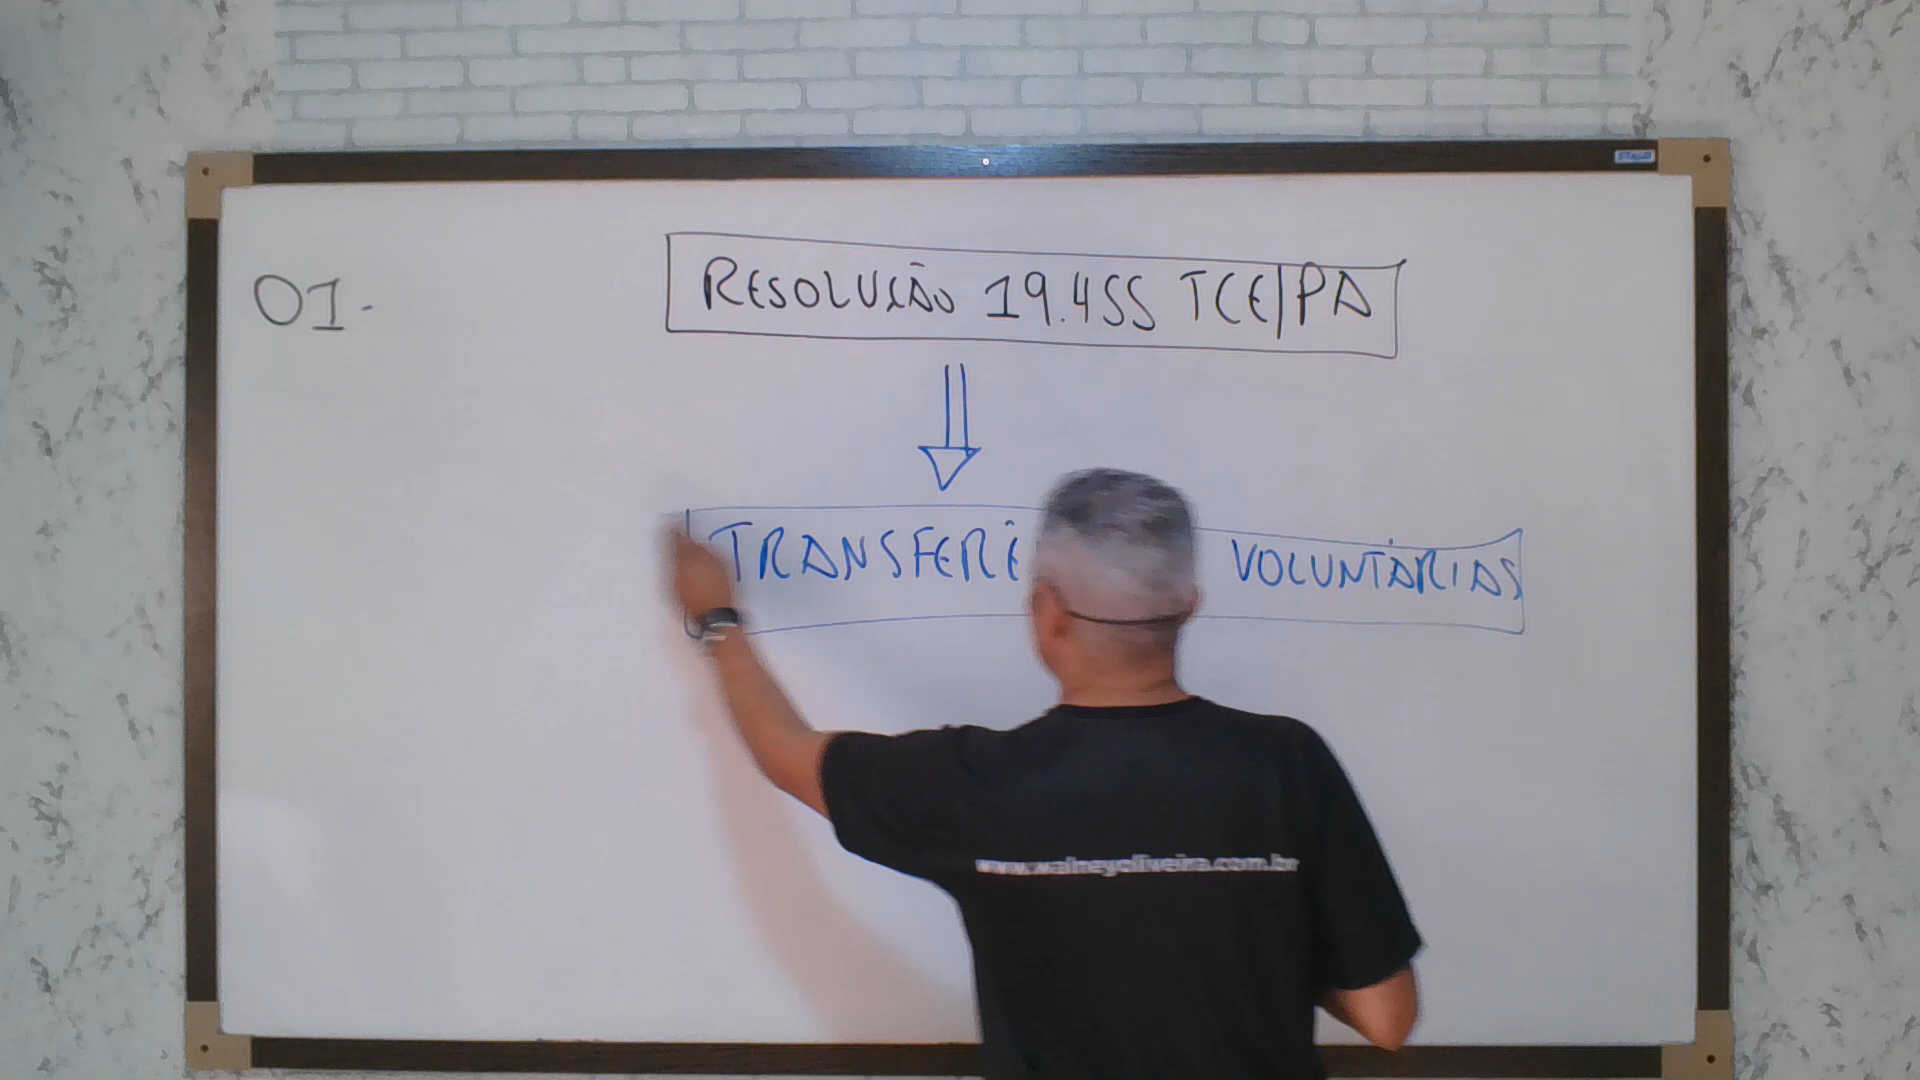 01.
RESOLUÇÃO 19.455 TCE/PA
TRANSFERÊ VOLUNTÁRIAS
www.walneyoliveira.com.br